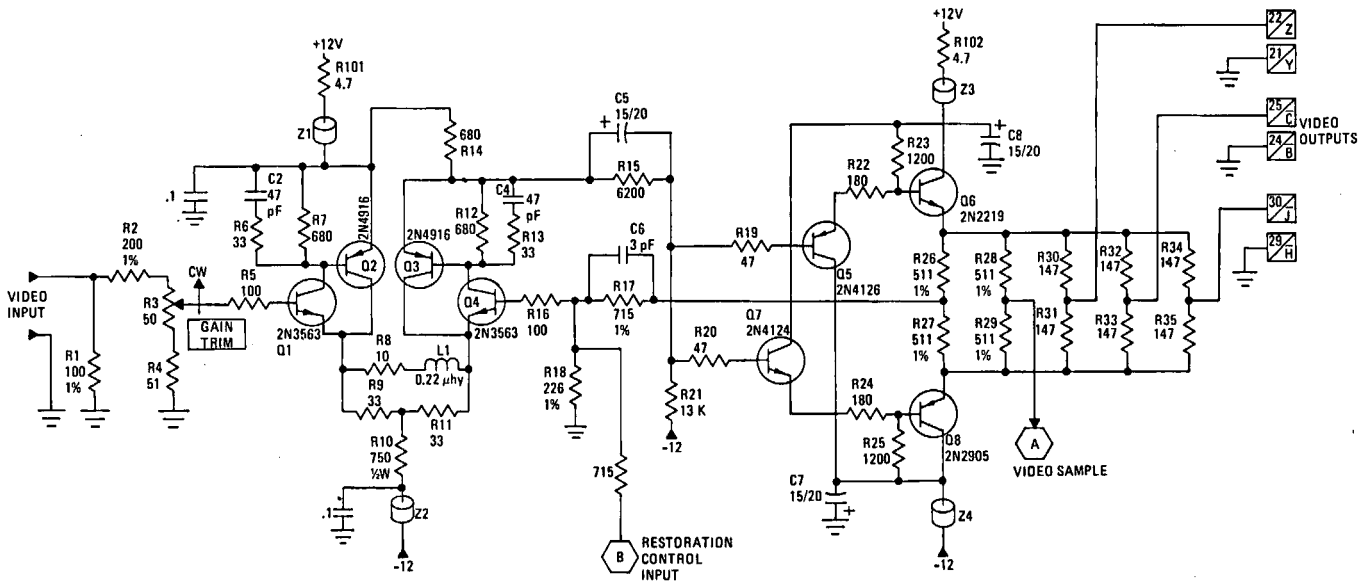 +12V
R101
4.7
Z1
.1
C2
47
pF
R6
33
R7
680
2N4916
Q2
680
R14
2N4916
Q3
R12
680
C4
47
pF
R13
33
+
C5
15/20
R15
6200
C6
3 pF
R2
200
1%
VIDEO
INPUT
R1
100
1%
R3
50
R4
51
CW
GAIN
TRIM
R5
100
2N3563
Q1
R8
10
L1
0.22 μhy
R9
33
R11
33
R10
750
½W
.1
Z2
-12
Q4
2N3563
R16
100
R17
715
1%
R18
226
1%
715
B
RESTORATION
CONTROL
INPUT
R19
47
R20
47
R21
13 K
-12
Q5
2N4126
Q7
2N4124
R22
180
R23
1200
R24
180
R25
1200
C7
15/20
+
+12V
R102
4.7
Z3
+
C8
15/20
Q6
2N2219
Q8
2N2905
Z4
-12
R26
511
1%
R27
511
1%
R28
511
1%
R29
511
1%
R30
147
R31
147
R32
147
R33
147
R34
147
R35
147
A
VIDEO SAMPLE
22
Z
21
Y
25
C
24
B
VIDEO
OUTPUTS
30
J
29
H